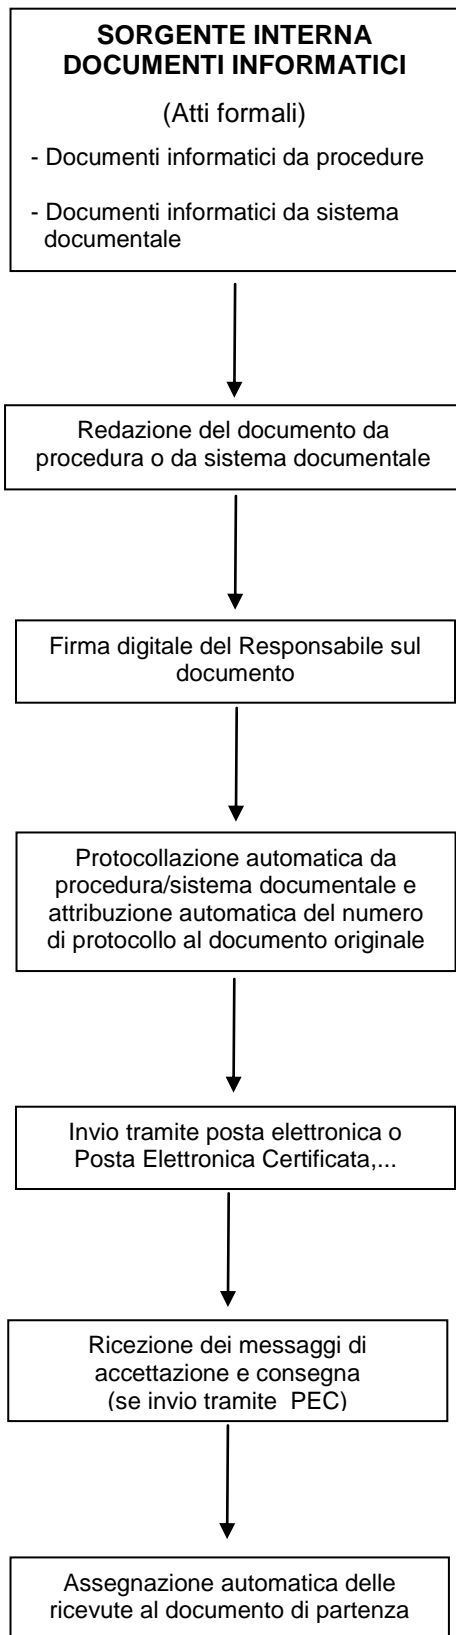 SORGENTE INTERNA
DOCUMENTI INFORMATICI
(Atti formali)
- Documenti informatici da procedure
- Documenti informatici da sistema
documentale
Redazione del documento da
procedura o da sistema documentale
Firma digitale del Responsabile sul
documento
Protocollazione automatica da
procedura/sistema documentale e
attribuzione automatica del numero
di protocollo al documento originale
Invio tramite posta elettronica o
Posta Elettronica Certificata,...
Ricezione dei messaggi di
accettazione e consegna
(se invio tramite PEC)
Assegnazione automatica delle
ricevute al documento di partenza